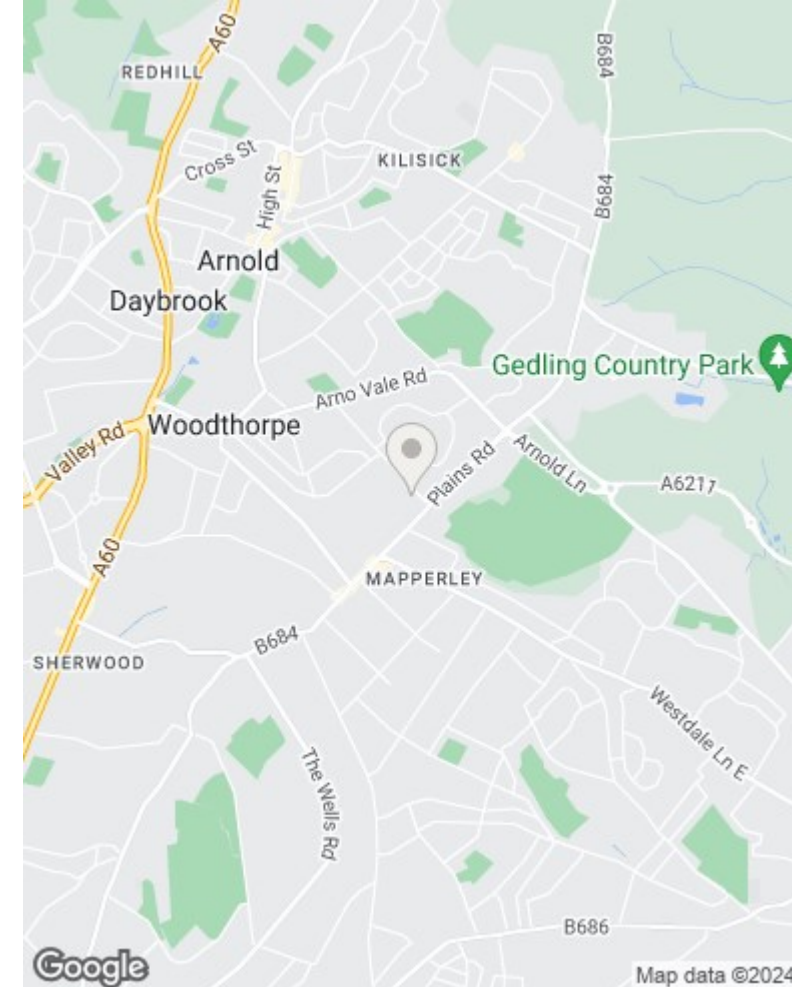 A60
B684
REDHILL
Cross St
High St
KILISICK
B684
Arnold
Daybrook
Gedling Country Park
Arno Vale Rd
Woodthorpe
Valley Rd
Plains Rd
Arnold Ln
A6211
A60
MAPPERLEY
B684
SHERWOOD
Westdale Ln E
The Wells Rd
B686
Google
Map data ©2024